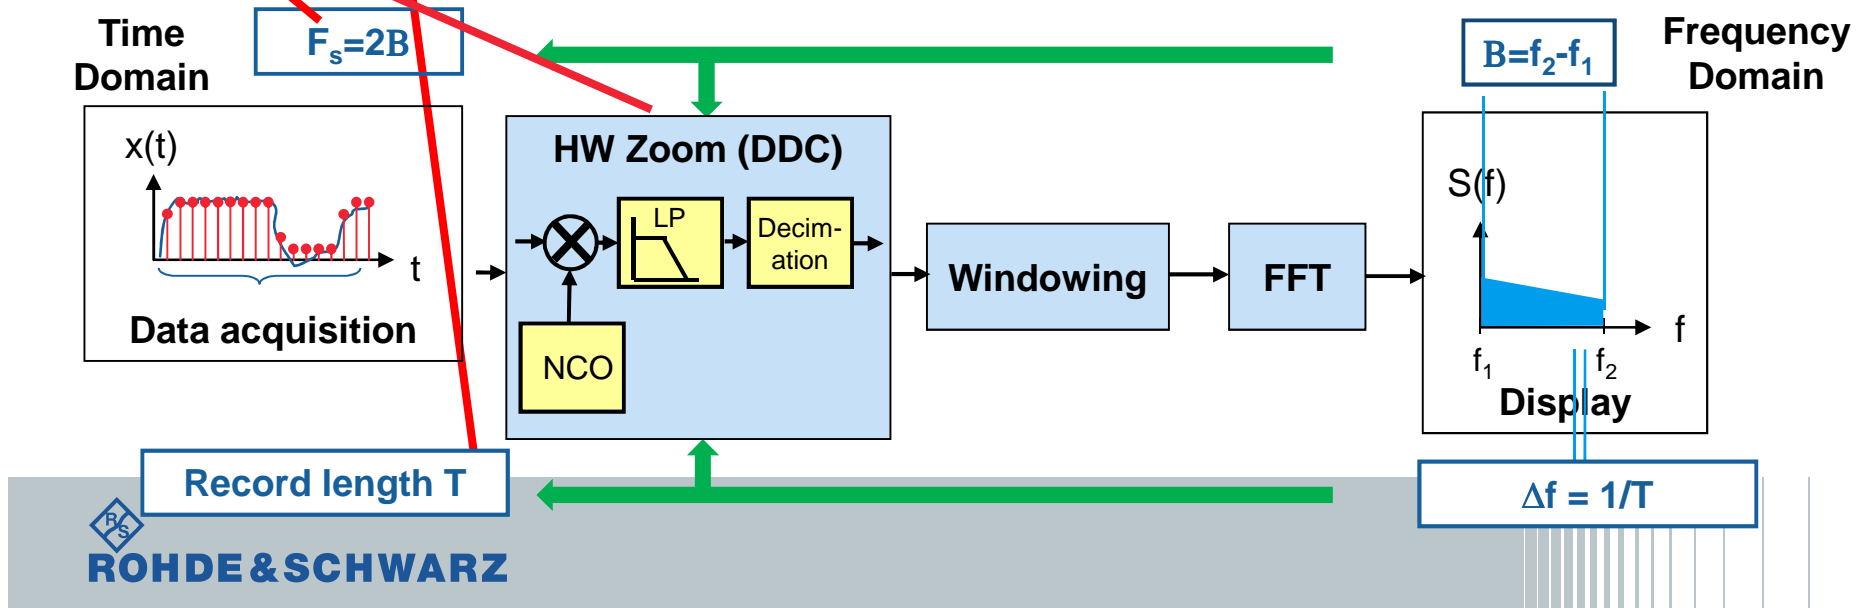 Time
Domain
Fs=2B
B=f2-f1
Frequency
Domain
x(t)
t
Data acquisition
HW Zoom (DDC)
LP
Decim-
ation
NCO
Windowing
FFT
S(f)
f
f1
f2
Display
Record length T
Δf = 1/T
R
S
ROHDE&SCHWARZ